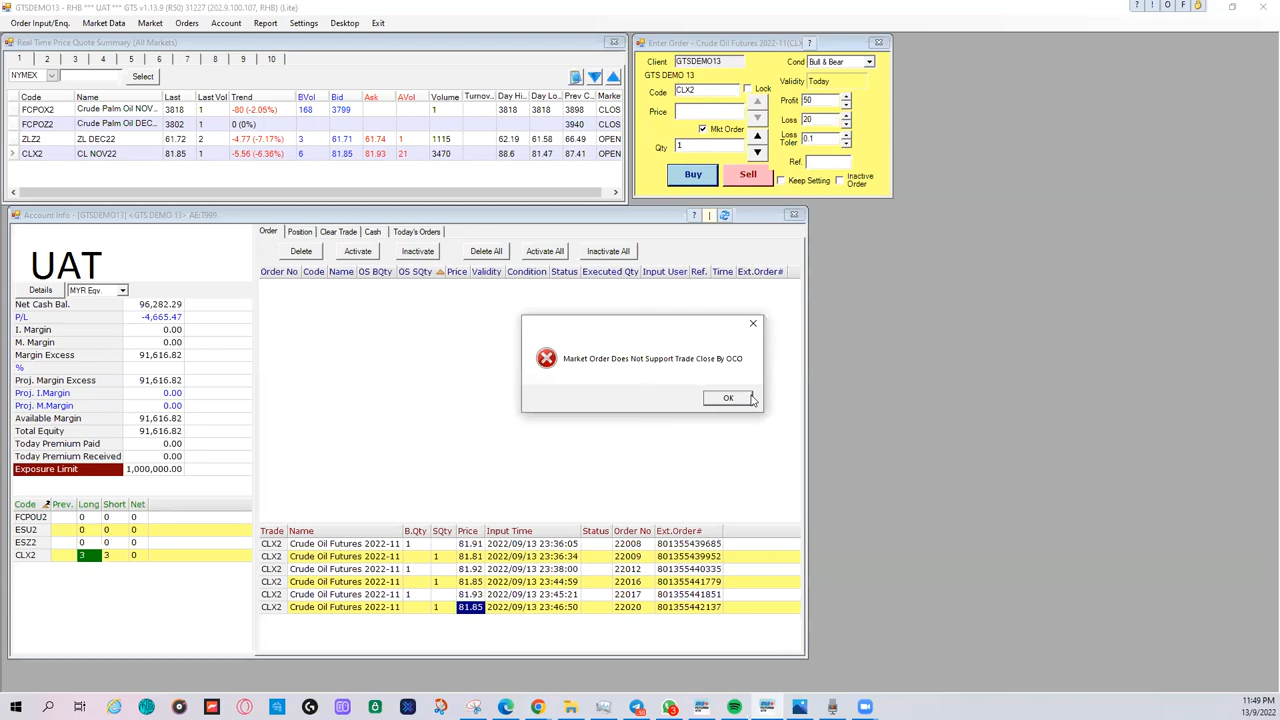 GTSDEMO13 - RHB *** UAT *** GTS v1.13.9 (R50) 31227 (202.9.100.107, RHB) (Lite)
? ! O F
Order Input/Enq. Market Data Market Orders Account Report Settings Desktop Exit
Real Time Price Quote Summary (All Markets)
1 2 3 4 5 6 7 8 9 10
NYMEX Select
Code Name Last Last Vol Trend BVol Bid Ask AVol Volume Turnov... Day Hi... Day Lo... Prev C... Marke
FCPOX2 Crude Palm Oil NOV... 3818 1 -80 (-2.05%) 168 3799 1 3818 3818 3898 CLOS
FCPOZ2 Crude Palm Oil DEC... 3802 1 0 (0%) 3940 CLOS
ZLZ2 ZL DEC22 61.72 2 -4.77 (-7.17%) 3 61.71 61.74 1 1115 62.19 61.58 66.49 OPEN
CLX2 CL NOV22 81.85 1 -5.56 (-6.36%) 6 81.85 81.93 21 3470 88.6 81.47 87.41 OPEN
Enter Order - Crude Oil Futures 2022-11(CLX ?
Client GTSDEMO13 Cond Bull & Bear
GTS DEMO 13 Validity Today
Code CLX2 Lock Profit 50
Price Loss 20
Mkt Order Loss Toler 0.1
Qty 1 Ref.
Buy Sell Keep Setting Inactive Order
Account Info - [GTSDEMO13] <GTS DEMO 13> AE:T999 ?
UAT
Details MYR Eqv.
Net Cash Bal. 96,282.29
P/L -4,665.47
I. Margin 0.00
M. Margin 0.00
Margin Excess 91,616.82
%
Proj. Margin Excess 91,616.82
Proj. I.Margin 0.00
Proj. M.Margin 0.00
Available Margin 91,616.82
Total Equity 91,616.82
Today Premium Paid 0.00
Today Premium Received 0.00
Exposure Limit 1,000,000.00
Code Prev. Long Short Net
FCPOU2 0 0 0
ESU2 0 0 0
ESZ2 0 0 0
CLX2 3 3 0
Order Position Clear Trade Cash Today's Orders
Delete Activate Inactivate Delete All Activate All Inactivate All
Order No Code Name OS BQty OS SQty Price Validity Condition Status Executed Qty Input User Ref. Time Ext.Order#
Market Order Does Not Support Trade Close By OCO
OK
Trade Name B.Qty SQty Price Input Time Status Order No Ext.Order#
CLX2 Crude Oil Futures 2022-11 1 81.91 2022/09/13 23:36:05 22008 801355439685
CLX2 Crude Oil Futures 2022-11 1 81.81 2022/09/13 23:36:34 22009 801355439952
CLX2 Crude Oil Futures 2022-11 1 81.92 2022/09/13 23:38:00 22012 801355440335
CLX2 Crude Oil Futures 2022-11 1 81.85 2022/09/13 23:44:59 22016 801355441779
CLX2 Crude Oil Futures 2022-11 1 81.93 2022/09/13 23:45:21 22017 801355441851
CLX2 Crude Oil Futures 2022-11 1 81.85 2022/09/13 23:46:50 22020 801355442137
11:49 PM
13/9/2022